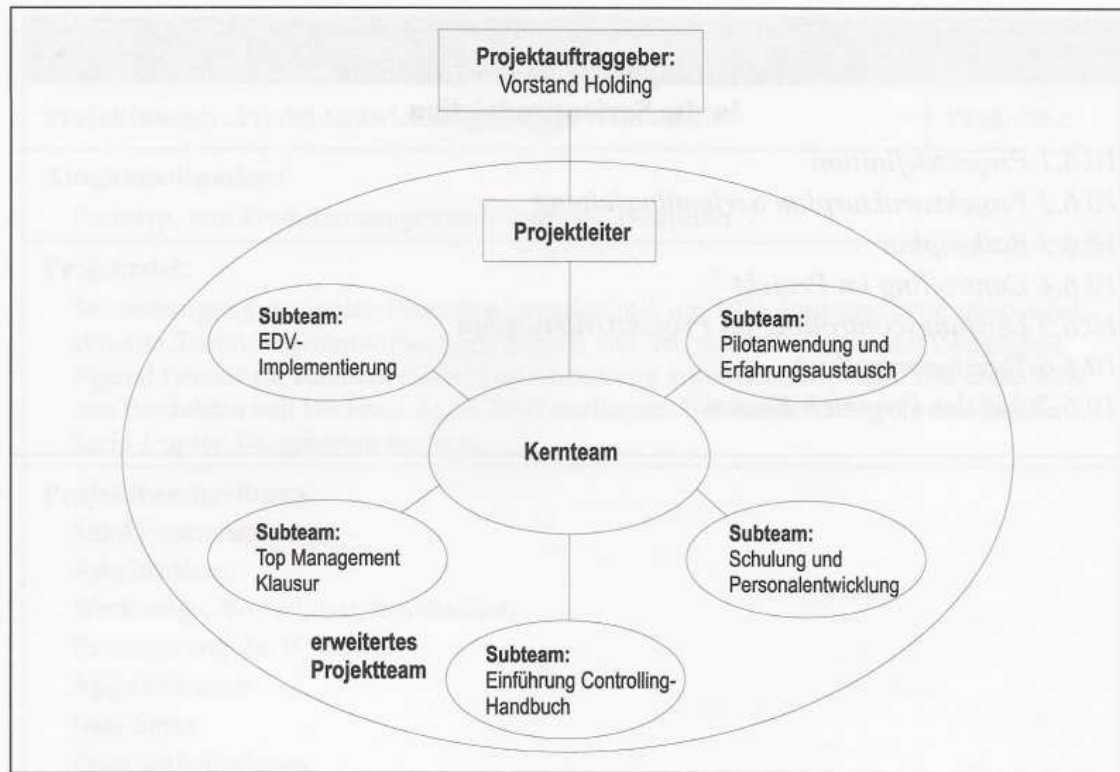 Projektauftraggeber:
Vorstand Holding
Projektleiter
Subteam:
EDV-
Implementierung
Subteam:
Pilotanwendung und
Erfahrungsaustausch
Kernteam
Subteam:
Top Management
Klausur
Subteam:
Schulung und
Personalentwicklung
erweitertes
Projektteam
Subteam:
Einführung Controlling-
Handbuch